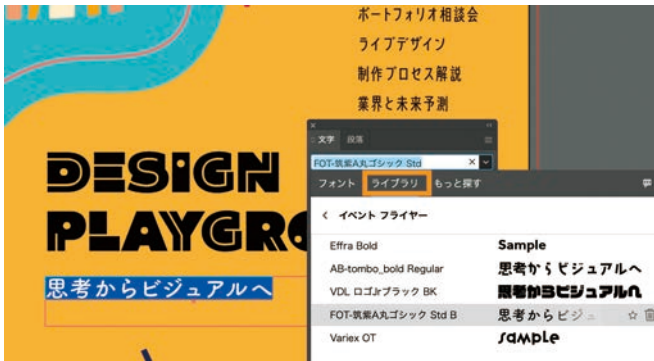 ポートフォリオ相談会
ライブデザイン
制作プロセス解説
業界と未来予測
DESIGN
PLAYGRO
思考からビジュアルへ
文字 段落
FOT-筑紫A丸ゴシック Std
フォント ライブラリ もっと探す
イベント フライヤー
Effra Bold Sample
AB-tombo_bold Regular 思考からビジュアルへ
VDL ロゴJrブラック BK 思考からビジュアルへ
FOT-筑紫A丸ゴシック Std B 思考からビジュ
Variex OT sample